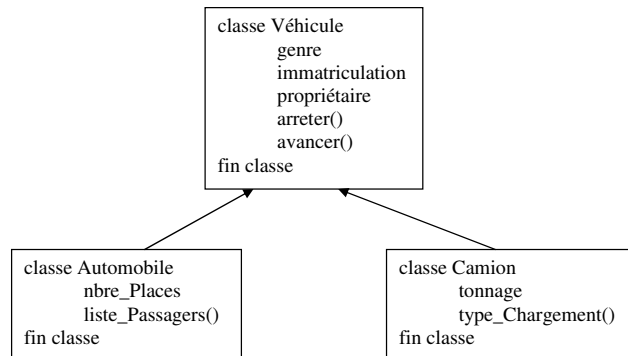 classe Véhicule
genre
immatriculation
propriétaire
arreter()
avancer()
fin classe
classe Automobile
nbre_Places
liste_Passagers()
fin classe
classe Camion
tonnage
type_Chargement()
fin classe